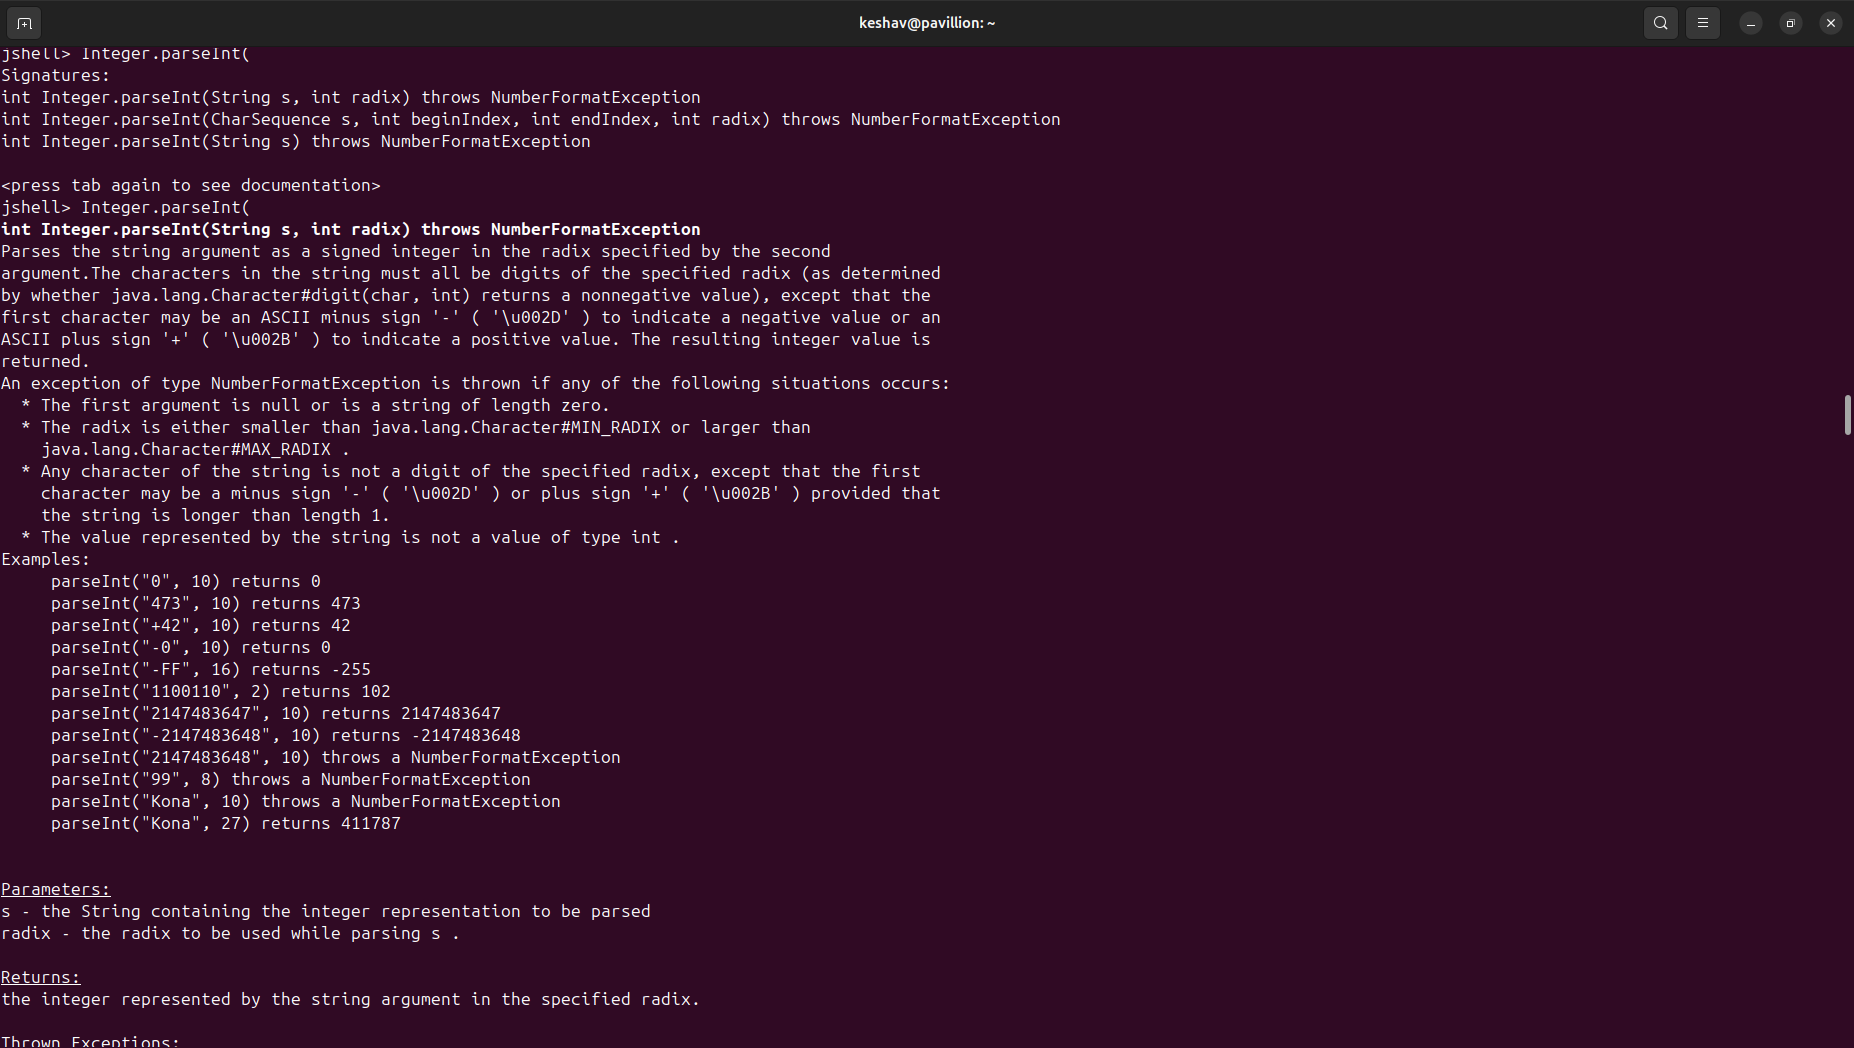 keshav@pavillion: ~
jshell> Integer.parseInt(
Signatures:
int Integer.parseInt(String s, int radix) throws NumberFormatException
int Integer.parseInt(CharSequence s, int beginIndex, int endIndex, int radix) throws NumberFormatException
int Integer.parseInt(String s) throws NumberFormatException
<press tab again to see documentation>
jshell> Integer.parseInt(
int Integer.parseInt(String s, int radix) throws NumberFormatException
Parses the string argument as a signed integer in the radix specified by the second
argument.The characters in the string must all be digits of the specified radix (as determined
by whether java.lang.Character#digit(char, int) returns a nonnegative value), except that the
first character may be an ASCII minus sign '-' ( '\u002D' ) to indicate a negative value or an
ASCII plus sign '+' ( '\u002B' ) to indicate a positive value. The resulting integer value is
returned.
An exception of type NumberFormatException is thrown if any of the following situations occurs:
  * The first argument is null or is a string of length zero.
  * The radix is either smaller than java.lang.Character#MIN_RADIX or larger than
    java.lang.Character#MAX_RADIX .
  * Any character of the string is not a digit of the specified radix, except that the first
    character may be a minus sign '-' ( '\u002D' ) or plus sign '+' ( '\u002B' ) provided that
    the string is longer than length 1.
  * The value represented by the string is not a value of type int .
Examples:
     parseInt("0", 10) returns 0
     parseInt("473", 10) returns 473
     parseInt("+42", 10) returns 42
     parseInt("-0", 10) returns 0
     parseInt("-FF", 16) returns -255
     parseInt("1100110", 2) returns 102
     parseInt("2147483647", 10) returns 2147483647
     parseInt("-2147483648", 10) returns -2147483648
     parseInt("2147483648", 10) throws a NumberFormatException
     parseInt("99", 8) throws a NumberFormatException
     parseInt("Kona", 10) throws a NumberFormatException
     parseInt("Kona", 27) returns 411787
Parameters:
s - the String containing the integer representation to be parsed
radix - the radix to be used while parsing s .
Returns:
the integer represented by the string argument in the specified radix.
Thrown Exceptions: